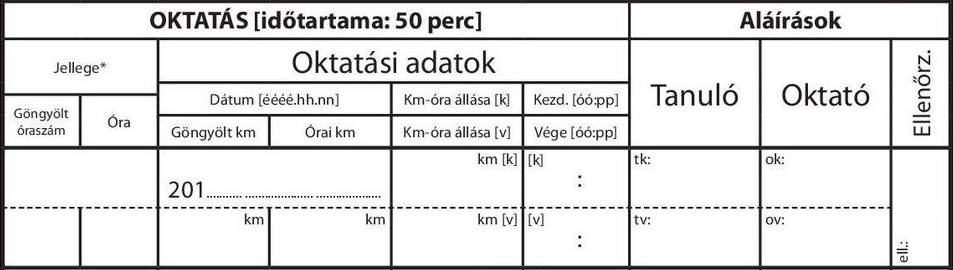 OKTATÁS [időtartama: 50 perc]
Aláírások
Jellege*
Oktatási adatok
Tanuló
Oktató
Ellenőrz.
Dátum [éééé.hh.nn]
Km-óra állása [k]
Kezd. [óó:pp]
Göngyölt óraszám
Óra
Göngyölt km
Órai km
Km-óra állása [v]
Vége [óó:pp]
km [k]
[k]
:
tk:
ok:
201........... ..................... .....................
km
km
km [v]
[v]
:
tv:
ov:
ell.: